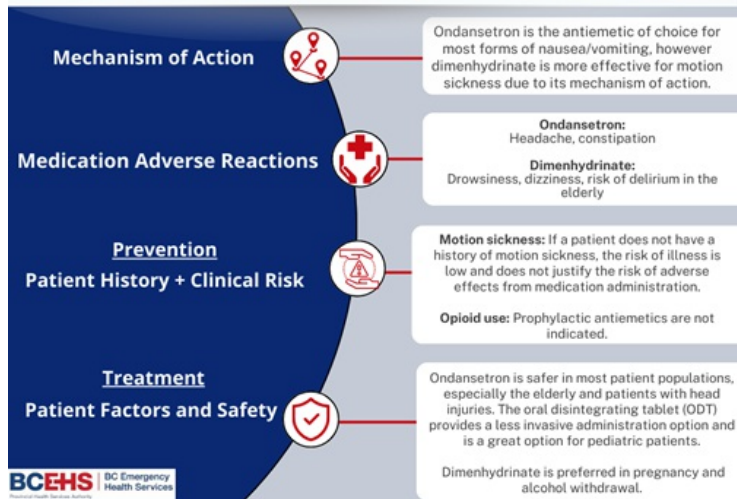 Mechanism of Action
Ondansetron is the antiemetic of choice for
most forms of nausea/vomiting, however
dimenhydrinate is more effective for motion
sickness due to its mechanism of action.
Medication Adverse Reactions
Ondansetron:
Headache, constipation
Dimenhydrinate:
Drowsiness, dizziness, risk of delirium in the
elderly
Prevention
Patient History + Clinical Risk
Motion sickness: If a patient does not have a
history of motion sickness, the risk of illness is
low and does not justify the risk of adverse
effects from medication administration.
Opioid use: Prophylactic antiemetics are not
indicated.
Treatment
Patient Factors and Safety
Ondansetron is safer in most patient populations,
especially the elderly and patients with head
injuries. The oral disintegrating tablet (ODT)
provides a less invasive administration option and
is a great option for pediatric patients.
Dimenhydrinate is preferred in pregnancy and
alcohol withdrawal.
BCEHS
BC Emergency
Health Services
Provincial Health Services Authority